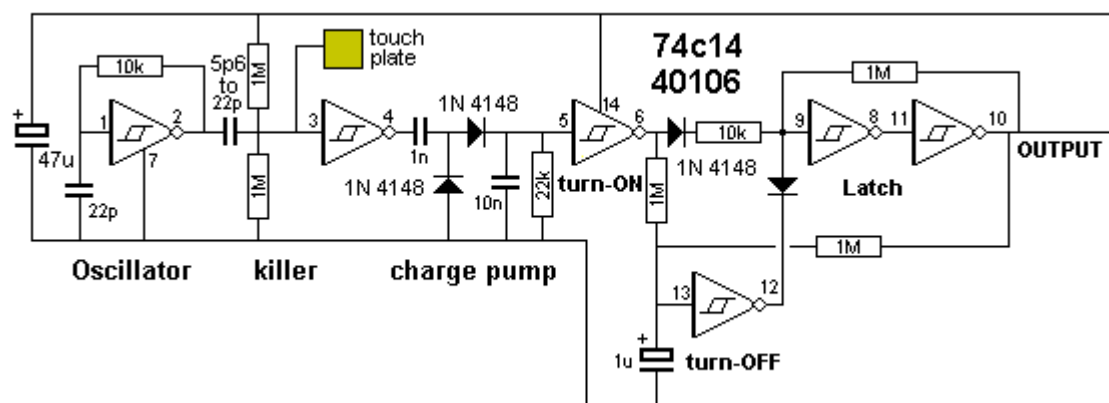 touch
plate
74c14
40106
10k
5p6
to
22p
1M
1M
1
2
7
+
47u
22p
3
4
1n
1N 4148
1N 4148
10n
22k
5
14
6
turn-ON
1M
10k
1N 4148
9
8
11
10
1M
OUTPUT
Latch
1M
Oscillator
killer
charge pump
13
12
+
1u
turn-OFF